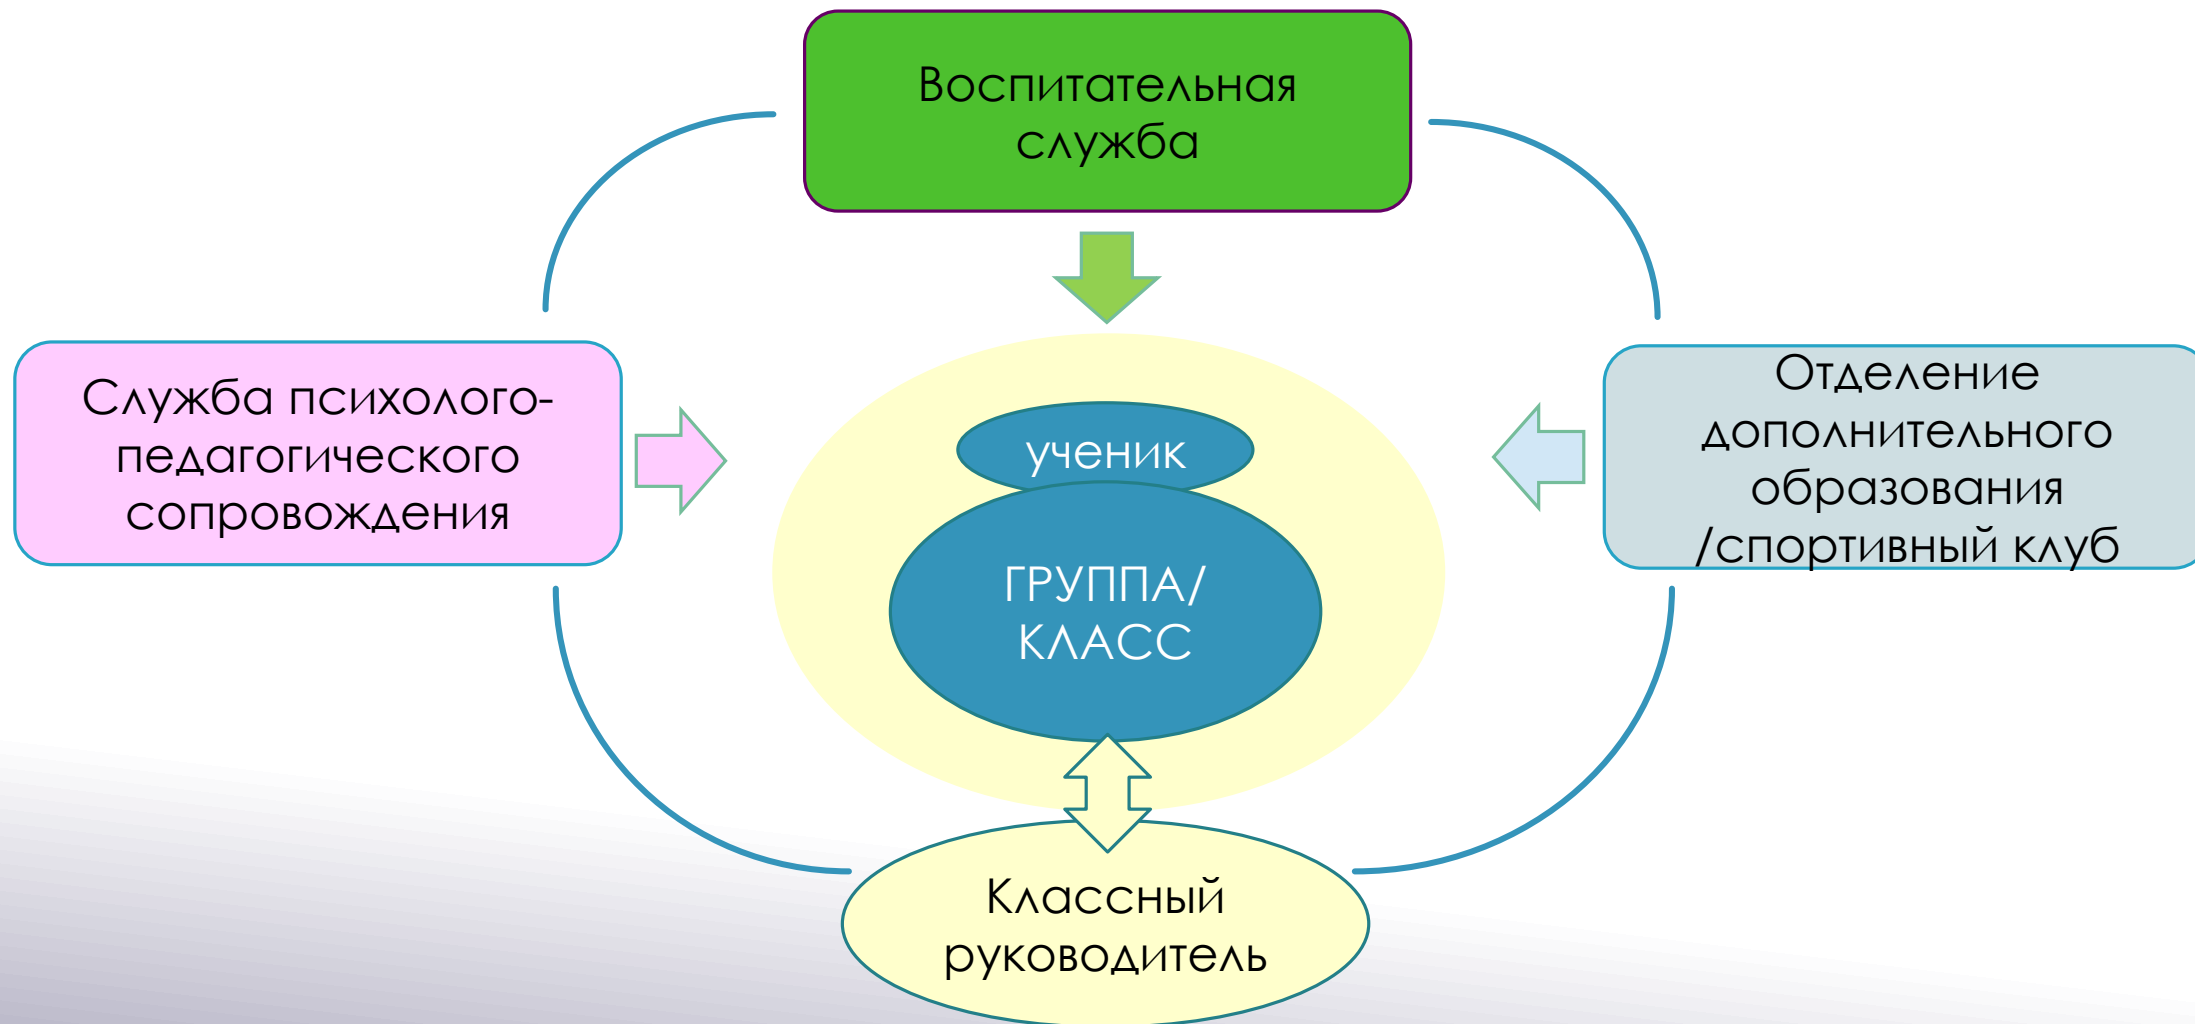 Воспитательная
служба
Служба психолого-
педагогического
сопровождения
Отделение
дополнительного
образования
/спортивный клуб
ученик
ГРУППА/
КЛАСС
Классный
руководитель